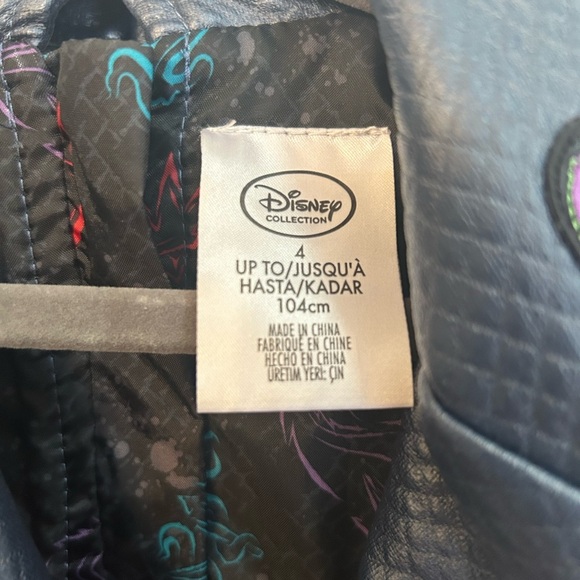 Disney
COLLECTION
4
UP TO/JUSQU'À
HASTA/KADAR
104cm
MADE IN CHINA
FABRIQUÉ EN CHINE
HECHO EN CHINA
ÜRETIM YERI: ÇIN